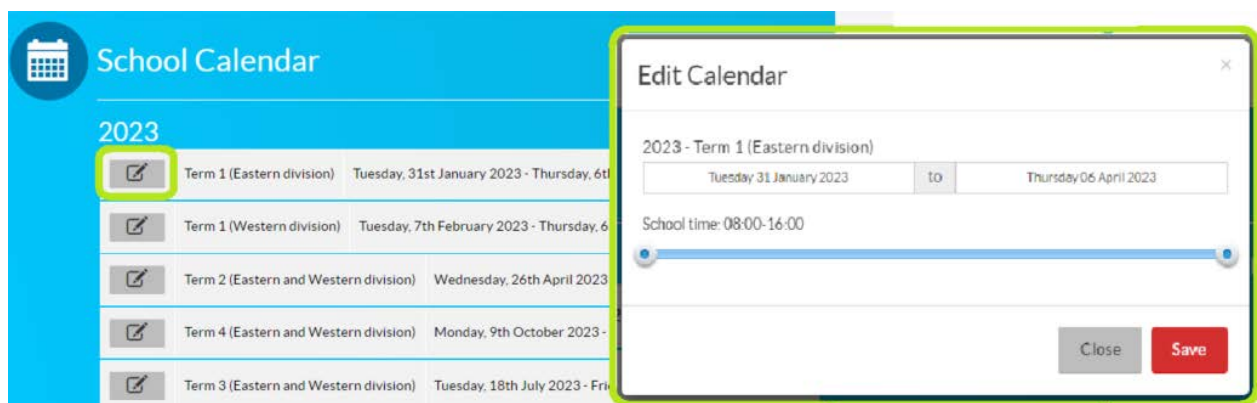 School Calendar
2023
Term 1 (Eastern division) Tuesday, 31st January 2023 - Thursday, 6t
Term 1 (Western division) Tuesday, 7th February 2023 - Thursday, 6
Term 2 (Eastern and Western division) Wednesday, 26th April 2023
Term 4 (Eastern and Western division) Monday, 9th October 2023 -
Term 3 (Eastern and Western division) Tuesday, 18th July 2023 - Fri
Edit Calendar
×
2023 - Term 1 (Eastern division)
Tuesday 31 January 2023 to Thursday 06 April 2023
School time: 08:00-16:00
Close Save